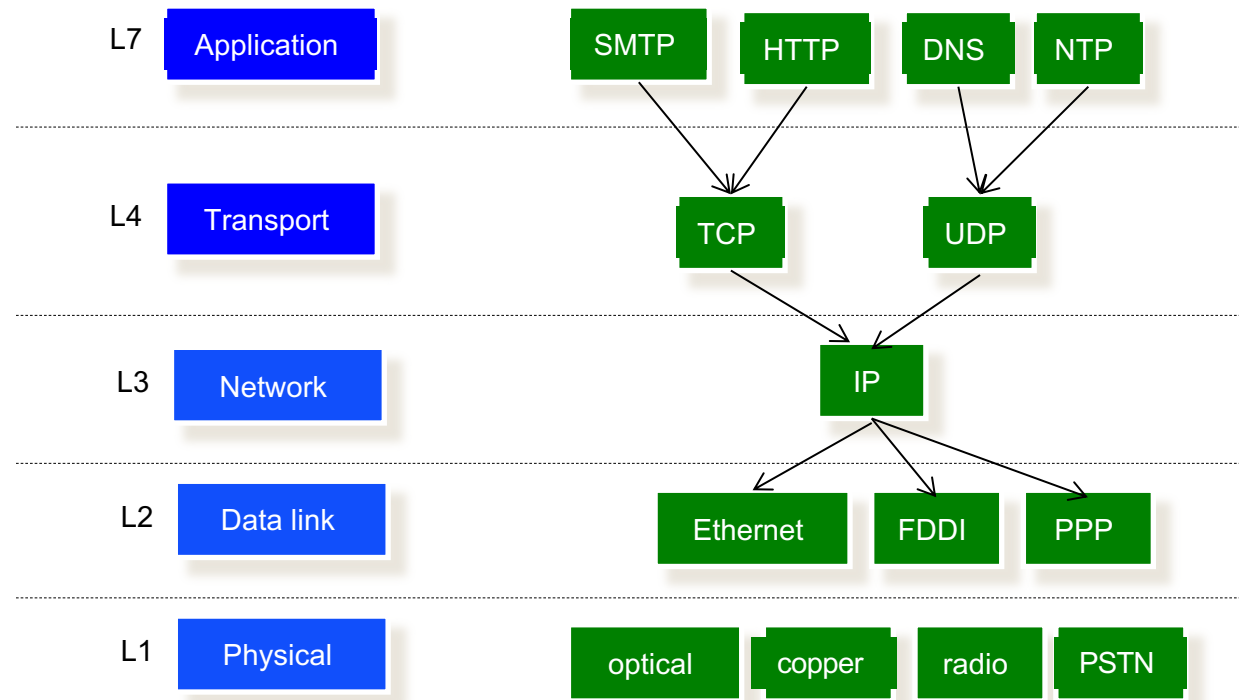 L7 Application SMTP HTTP DNS NTP
L4 Transport TCP UDP
L3 Network IP
L2 Data link Ethernet FDDI PPP
L1 Physical optical copper radio PSTN